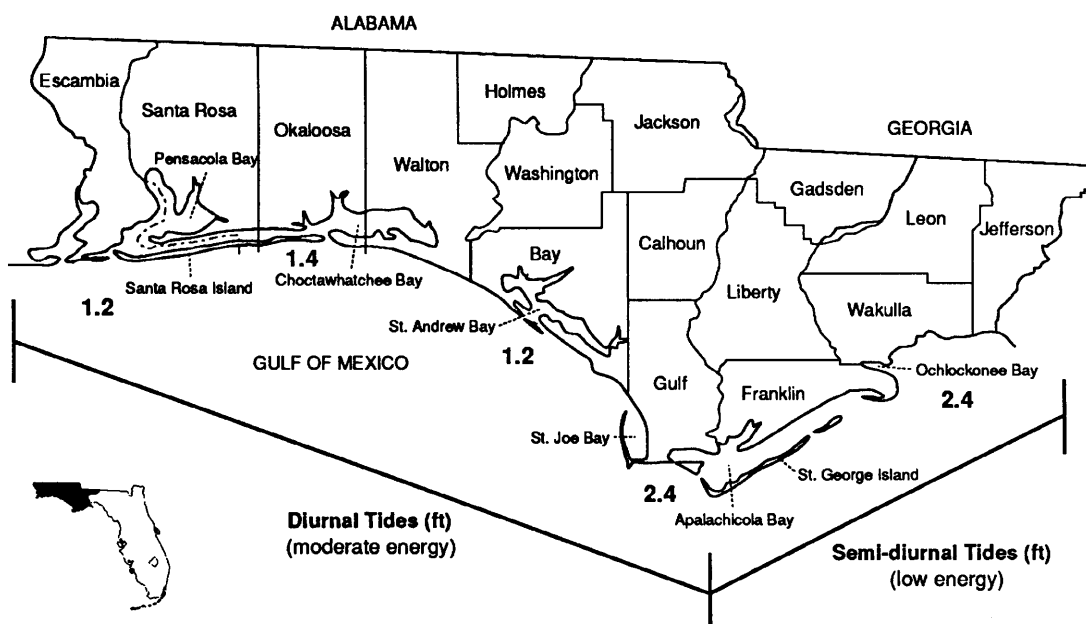 ALABAMA
Escambia
Santa Rosa
Okaloosa
Holmes
Jackson
GEORGIA
Pensacola Bay
Walton
Washington
Gadsden
Leon
Jefferson
Calhoun
Bay
Liberty
Wakulla
Santa Rosa Island
1.4
Choctawhatchee Bay
1.2
St. Andrew Bay
1.2
GULF OF MEXICO
Gulf
Franklin
Ochlockonee Bay
2.4
St. Joe Bay
St. George Island
2.4
Apalachicola Bay
Diurnal Tides (ft)
(moderate energy)
Semi-diurnal Tides (ft)
(low energy)